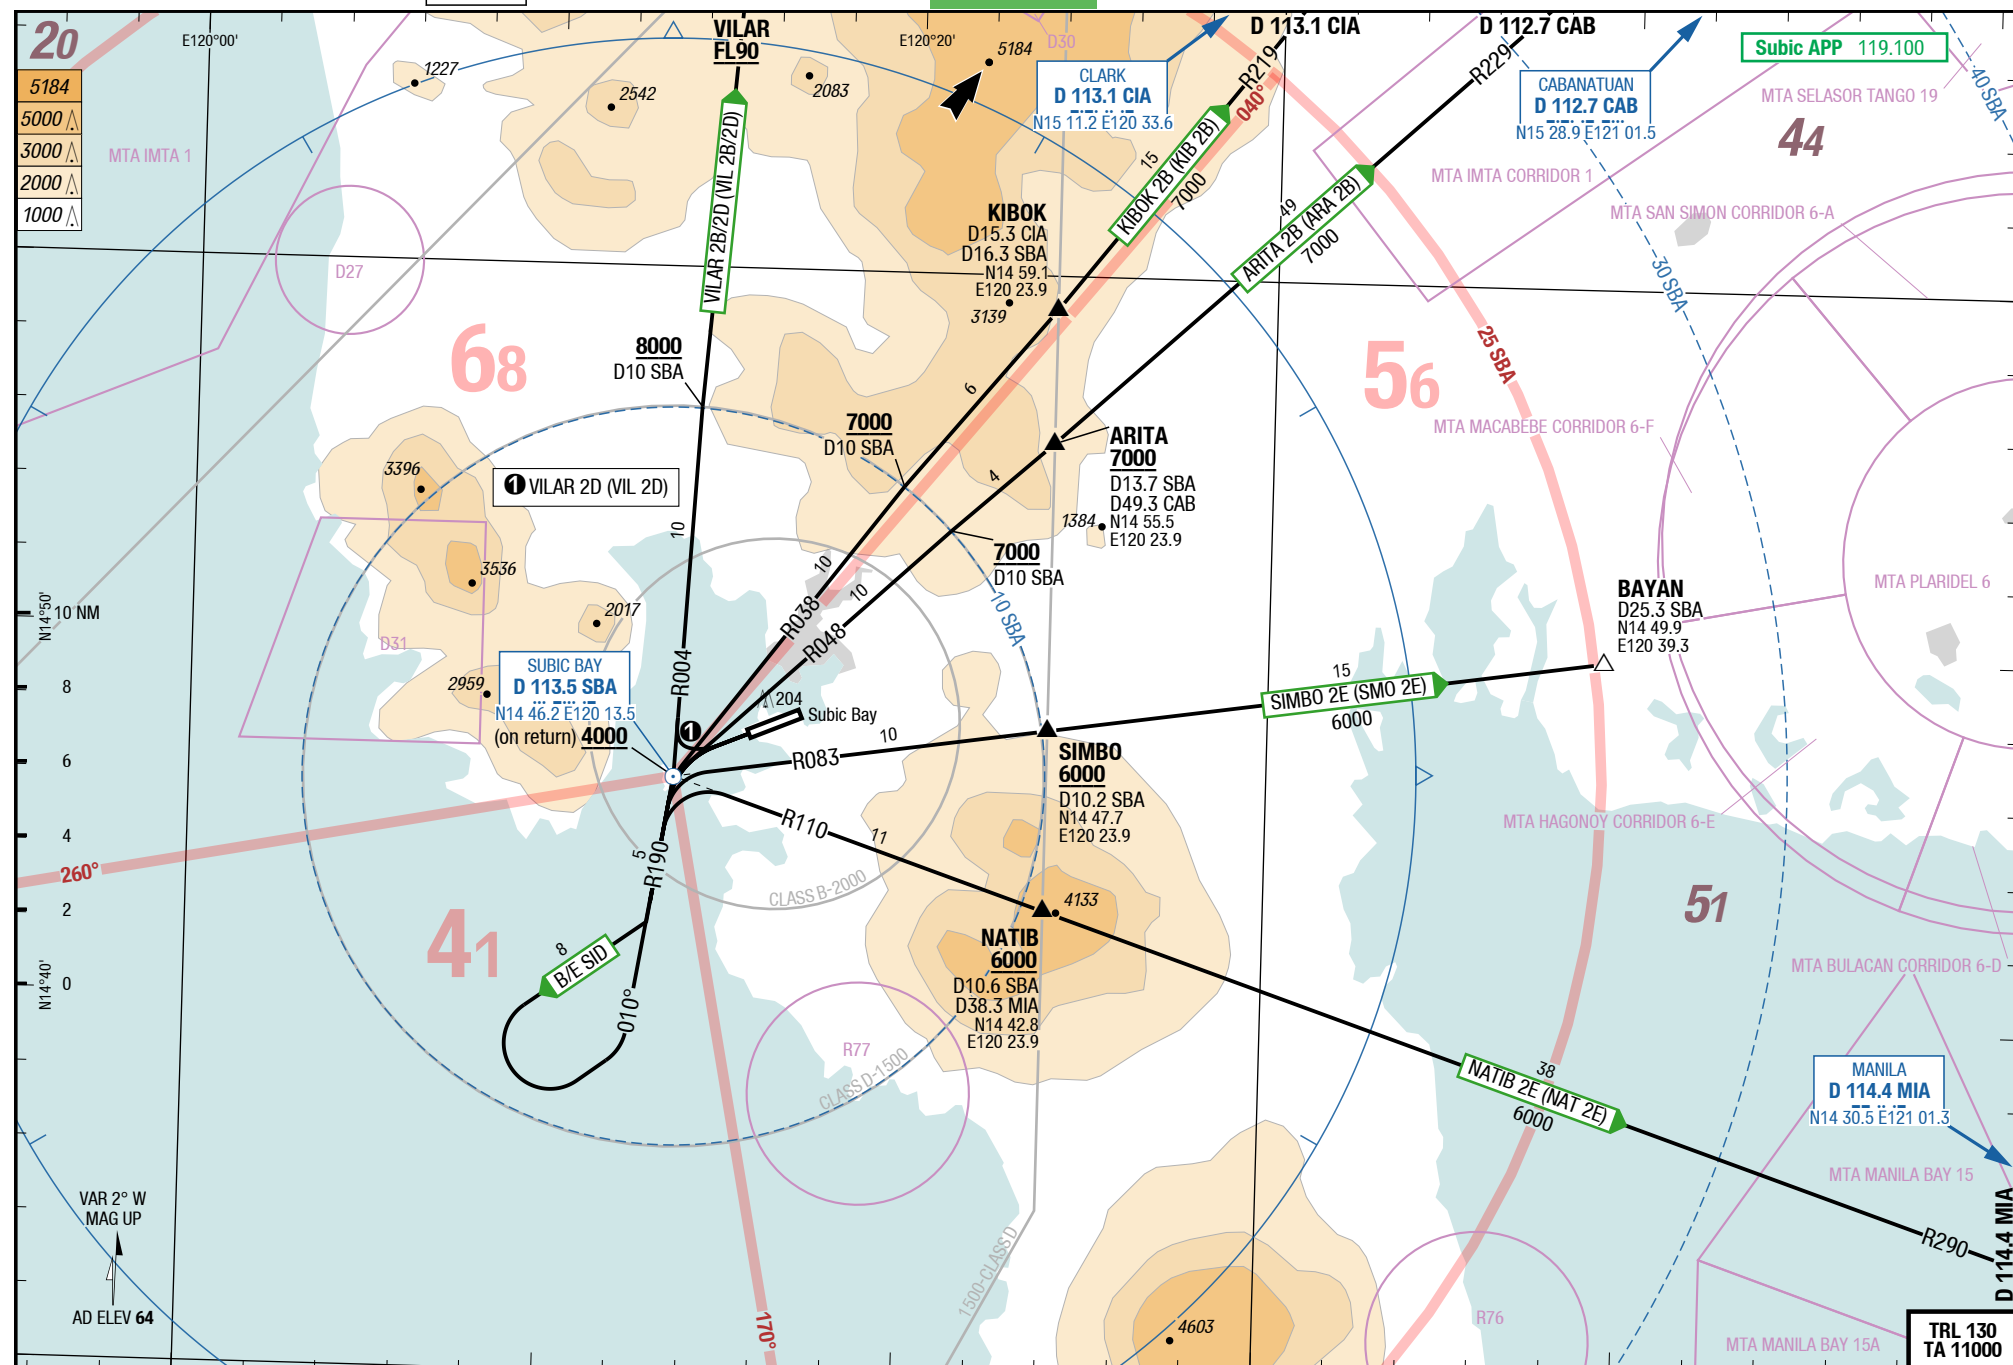 20
E120°00'
VILAR
FL90
E120°20'
D30
D 113.1 CIA
D 112.7 CAB
Subic APP 119.100
5184
5000
3000
2000
1000
1227
2542
2083
5184
CLARK
D 113.1 CIA
N15 11.2 E120 33.6
R219
040°
R229
CABANATUAN
D 112.7 CAB
N15 28.9 E121 01.5
MTA SELASOR TANGO 19
40 SBA
44
MTA IMTA 1
VILAR 2B/2D (VIL 2B/2D)
15
KIBOK 2B (KIB 2B)
7000
49
ARITA 2B (ARA 2B)
7000
MTA IMTA CORRIDOR 1
MTA SAN SIMON CORRIDOR 6-A
D27
KIBOK
D15.3 CIA
D16.3 SBA
N14 59.1
E120 23.9
3139
30 SBA
68
8000
D10 SBA
56
25 SBA
6
7000
D10 SBA
MTA MACABEBE CORRIDOR 6-F
ARITA
7000
D13.7 SBA
D49.3 CAB
N14 55.5
E120 23.9
4
3396
1 VILAR 2D (VIL 2D)
1384
10
7000
D10 SBA
3536
10
10
10 SBA
BAYAN
D25.3 SBA
N14 49.9
E120 39.3
MTA PLARIDEL 6
N14°50'
10 NM
2017
R038
R048
D31
SUBIC BAY
D 113.5 SBA
N14 46.2 E120 13.5
(on return) 4000
R004
2959
8
204
Subic Bay
1
15
SIMBO 2E (SMO 2E)
6000
6
R083
10
SIMBO
6000
D10.2 SBA
N14 47.7
E120 23.9
4
R110
11
MTA HAGONOY CORRIDOR 6-E
260°
5
R190
CLASS B-2000
2
4133
51
41
NATIB
6000
D10.6 SBA
D38.3 MIA
N14 42.8
E120 23.9
8
B/E SID
MTA BULACAN CORRIDOR 6-D
N14°40'
0
010°
R77
CLASS D-1500
38
NATIB 2E (NAT 2E)
6000
MANILA
D 114.4 MIA
N14 30.5 E121 01.3
MTA MANILA BAY 15
VAR 2° W
MAG UP
AD ELEV 64
R290
D 114.4 MIA
1500-CLASS D
170°
4603
R76
MTA MANILA BAY 15A
TRL 130
TA 11000